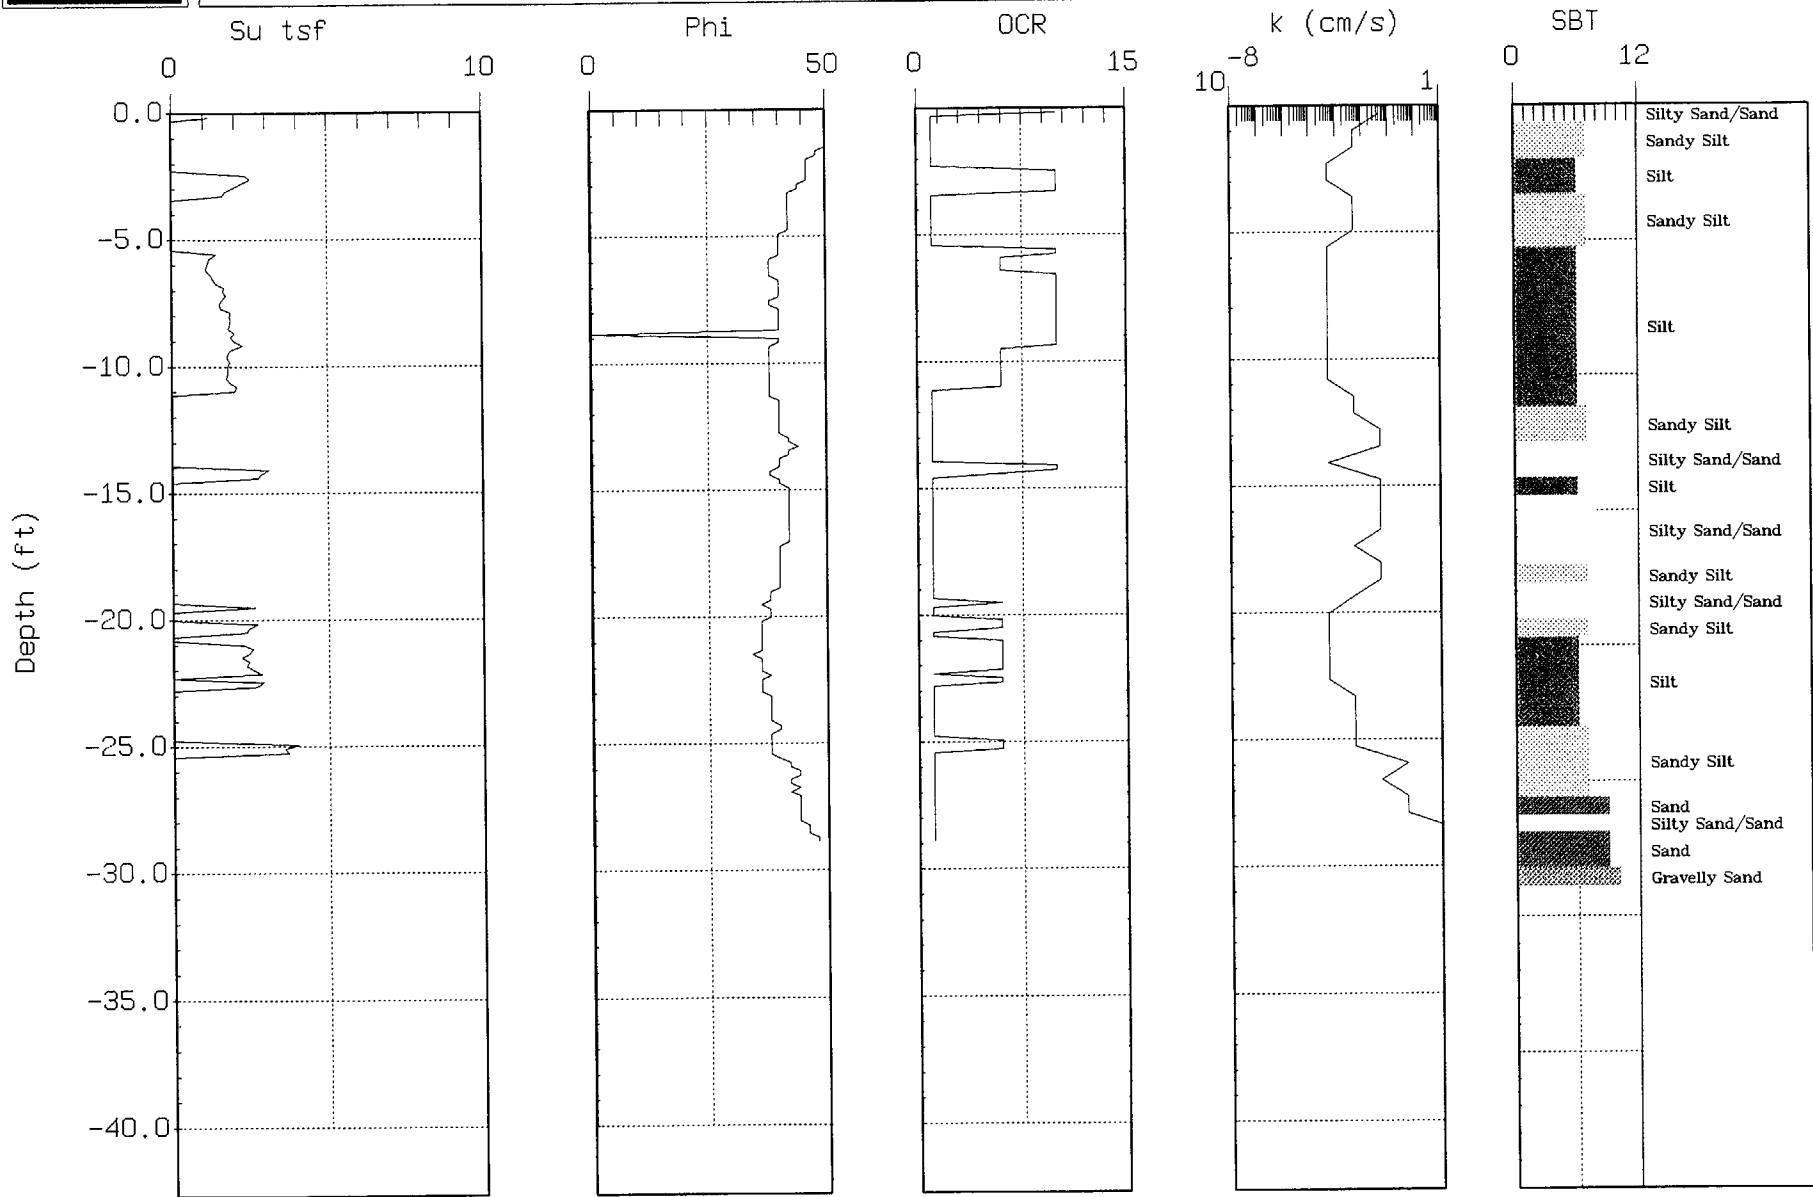 Su tsf Phi OCR k (cm/s) SBT
0 10 0 50 0 15 10-8 1 0 12
0.0
-5.0
-10.0
-15.0
-20.0
-25.0
-30.0
-35.0
-40.0
Depth (ft)
Silty Sand/Sand
Sandy Silt
Silt
Sandy Silt
Silt
Sandy Silt
Silty Sand/Sand
Silt
Silty Sand/Sand
Sandy Silt
Silty Sand/Sand
Sandy Silt
Silt
Sandy Silt
Sand
Silty Sand/Sand
Sand
Gravelly Sand